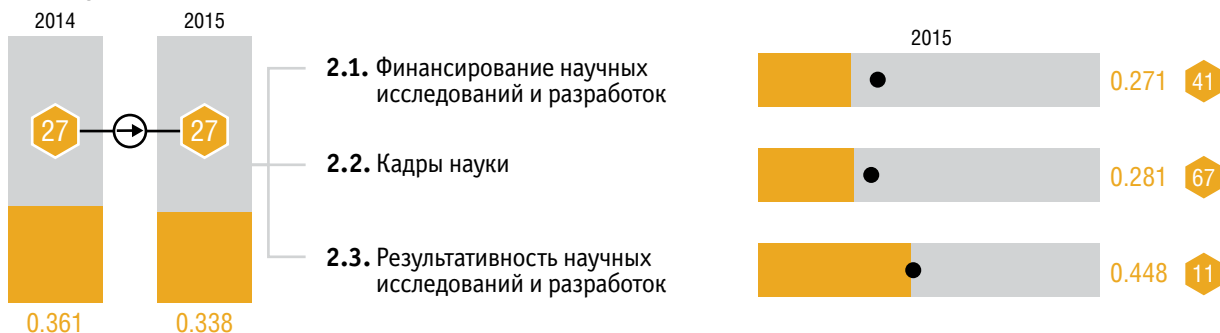 2014 2015
27 27
0.361 0.338
2.1. Финансирование научных
исследований и разработок
2.2. Кадры науки
2.3. Результативность научных
исследований и разработок
2015
0.271 41
0.281 67
0.448 11